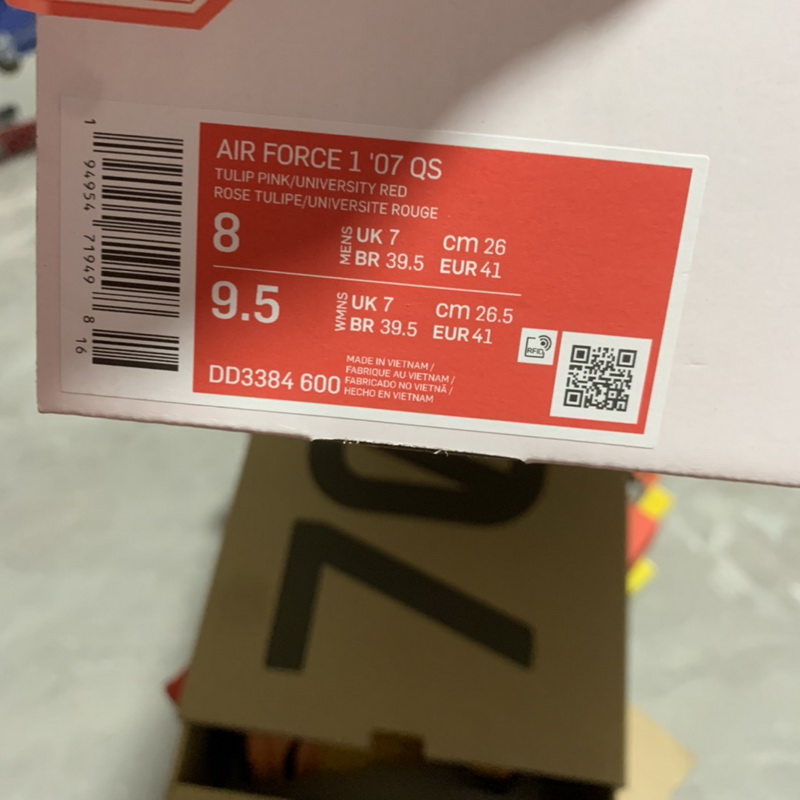 AIR FORCE 1 '07 QS
TULIP PINK/UNIVERSITY RED
ROSE TULIPE/UNIVERSITE ROUGE
8 MENS UK 7 cm 26
BR 39.5 EUR 41
9.5 WMNS UK 7 cm 26.5
BR 39.5 EUR 41
RFID
DD3384 600
MADE IN VIETNAM /
FABRIQUE AU VIETNAM /
FABRICADO NO VIETNÃ /
HECHO EN VIETNAM
1 94954 71949 8 16
70